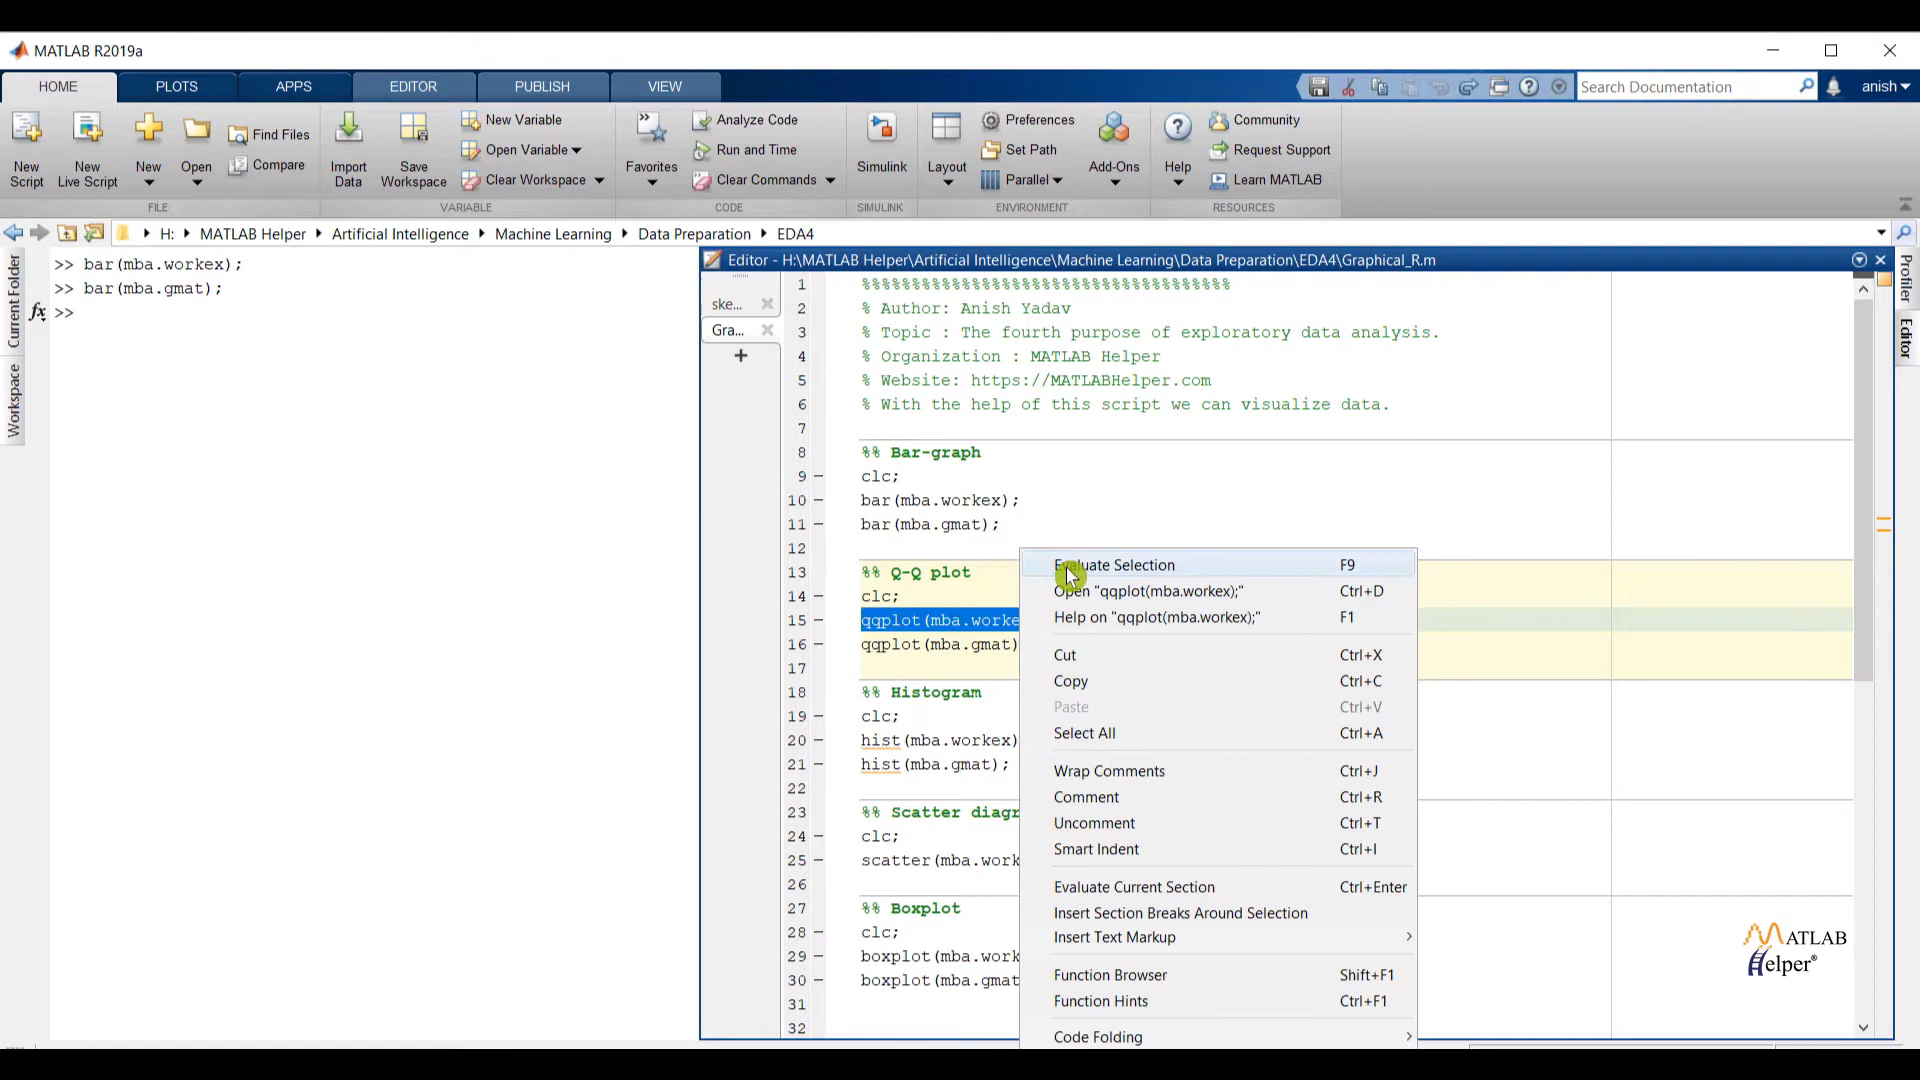 MATLAB R2019a
HOME PLOTS APPS EDITOR PUBLISH VIEW Search Documentation anish
New Script
New Live Script
New
Open
Find Files
Compare
Import Data
Save Workspace
New Variable
Open Variable
Clear Workspace
Favorites
Analyze Code
Run and Time
Clear Commands
Simulink
Layout
Preferences
Set Path
Parallel
Add-Ons
Help
Community
Request Support
Learn MATLAB
FILE VARIABLE CODE SIMULINK ENVIRONMENT RESOURCES
H: MATLAB Helper Artificial Intelligence Machine Learning Data Preparation EDA4
Current Folder
Workspace
>> bar(mba.workex);
>> bar(mba.gmat);
fx >>
Editor - H:\MATLAB Helper\Artificial Intelligence\Machine Learning\Data Preparation\EDA4\Graphical_R.m
ske...
Gra...
+
Profiler
Editor
1 %%%%%%%%%%%%%%%%%%%%%%%%%%%%%%%%%%%%%
2 % Author: Anish Yadav
3 % Topic : The fourth purpose of exploratory data analysis.
4 % Organization : MATLAB Helper
5 % Website: https://MATLABHelper.com
6 % With the help of this script we can visualize data.
7
8 %% Bar-graph
9 – clc;
10 – bar(mba.workex);
11 – bar(mba.gmat);
12
13 %% Q-Q plot
14 – clc;
15 – qqplot(mba.worke
16 – qqplot(mba.gmat)
17
18 %% Histogram
19 – clc;
20 – hist(mba.workex)
21 – hist(mba.gmat);
22
23 %% Scatter diagr
24 – clc;
25 – scatter(mba.work
26
27 %% Boxplot
28 – clc;
29 – boxplot(mba.work
30 – boxplot(mba.gmat
31
32
Evaluate Selection F9
Open "qqplot(mba.workex);" Ctrl+D
Help on "qqplot(mba.workex);" F1
Cut Ctrl+X
Copy Ctrl+C
Paste Ctrl+V
Select All Ctrl+A
Wrap Comments Ctrl+J
Comment Ctrl+R
Uncomment Ctrl+T
Smart Indent Ctrl+I
Evaluate Current Section Ctrl+Enter
Insert Section Breaks Around Selection
Insert Text Markup
Function Browser Shift+F1
Function Hints Ctrl+F1
Code Folding
MATLAB
Helper®